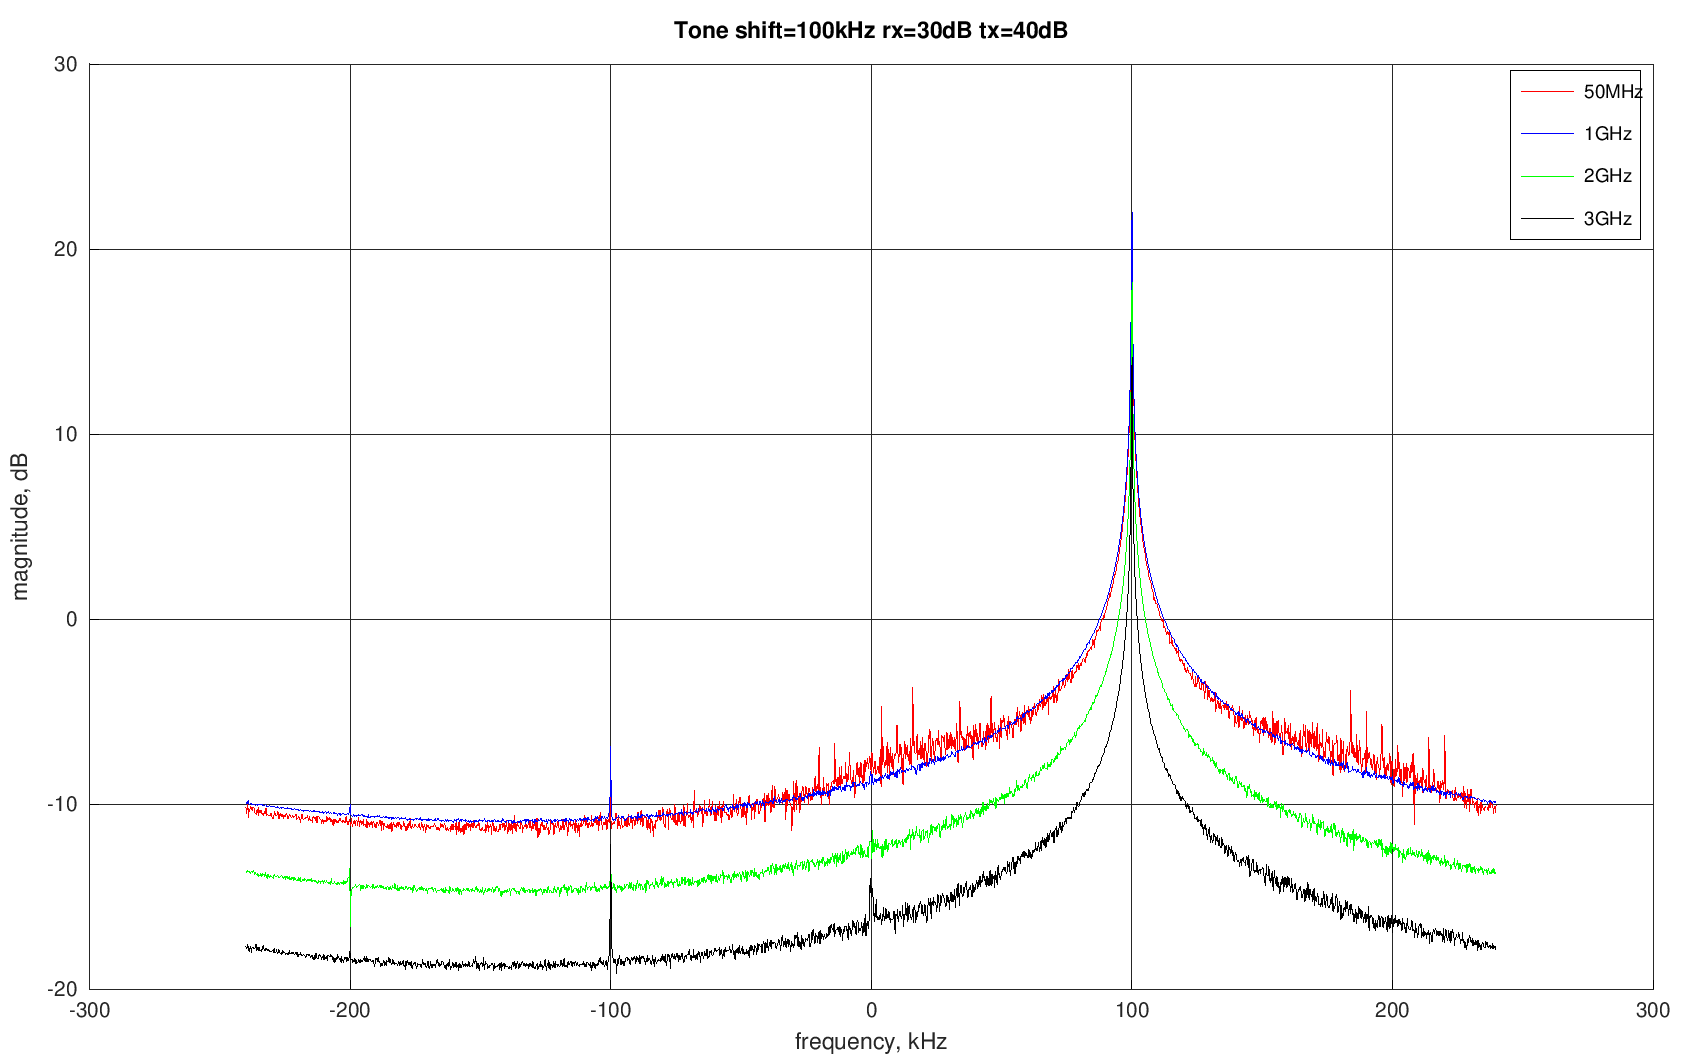 Tone shift=100kHz rx=30dB tx=40dB
30
20
10
0
-10
-20
magnitude, dB
50MHz
1GHz
2GHz
3GHz
-300 -200 -100 0 100 200 300
frequency, kHz